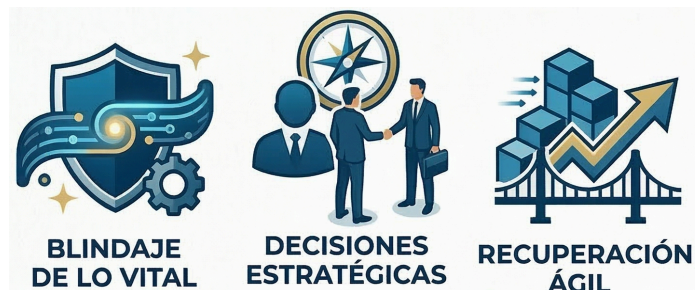 BLINDAJE
DE LO VITAL
DECISIONES
ESTRATÉGICAS
RECUPERACIÓN
ÁGIL